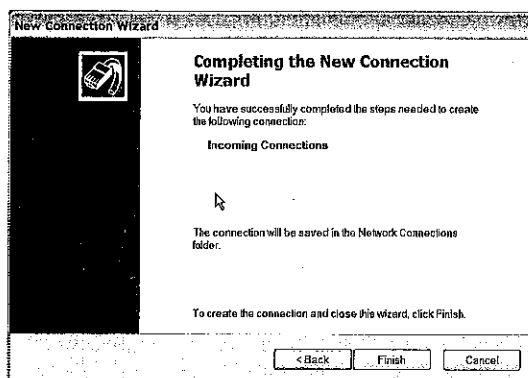 New Connection Wizard
Completing the New Connection
Wizard
You have successfully completed the steps needed to create
the following connection:
Incoming Connections
The connection will be saved in the Network Connections
folder.
To create the connection and close this wizard, click Finish.
< Back
Finish
Cancel